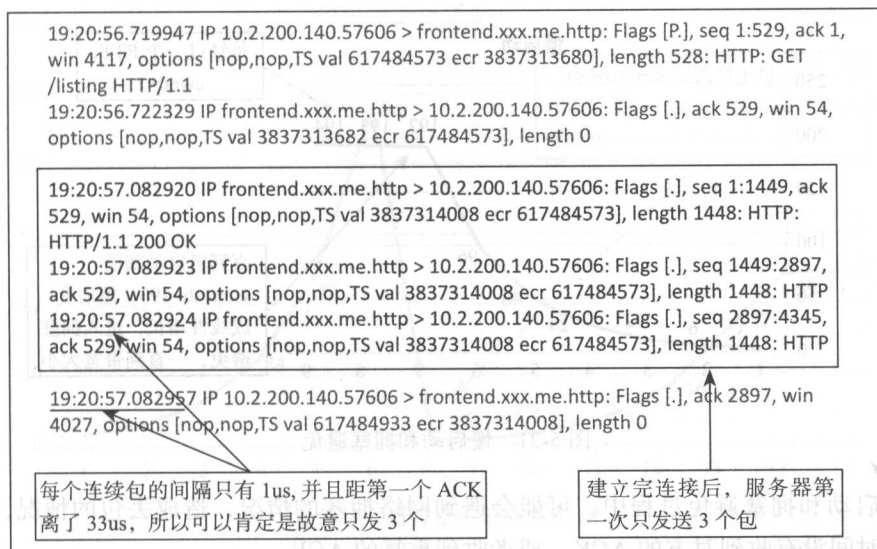 19:20:56.719947 IP 10.2.200.140.57606 > frontend.xxx.me.http: Flags [P.], seq 1:529, ack 1,
win 4117, options [nop,nop,TS val 617484573 ecr 3837313680], length 528: HTTP: GET
/listing HTTP/1.1
19:20:56.722329 IP frontend.xxx.me.http > 10.2.200.140.57606: Flags [.], ack 529, win 54,
options [nop,nop,TS val 3837313682 ecr 617484573], length 0
19:20:57.082920 IP frontend.xxx.me.http > 10.2.200.140.57606: Flags [.], seq 1:1449, ack
529, win 54, options [nop,nop,TS val 3837314008 ecr 617484573], length 1448: HTTP:
HTTP/1.1 200 OK
19:20:57.082923 IP frontend.xxx.me.http > 10.2.200.140.57606: Flags [.], seq 1449:2897,
ack 529, win 54, options [nop,nop,TS val 3837314008 ecr 617484573], length 1448: HTTP
19:20:57.082924 IP frontend.xxx.me.http > 10.2.200.140.57606: Flags [.], seq 2897:4345,
ack 529, win 54, options [nop,nop,TS val 3837314008 ecr 617484573], length 1448: HTTP
19:20:57.082957 IP 10.2.200.140.57606 > frontend.xxx.me.http: Flags [.], ack 2897, win
4027, options [nop,nop,TS val 617484933 ecr 3837314008], length 0
每个连续包的间隔只有 1us, 并且距第一个 ACK
离了 33us，所以可以肯定是故意只发 3 个
建立完连接后，服务器第
一次只发送 3 个包